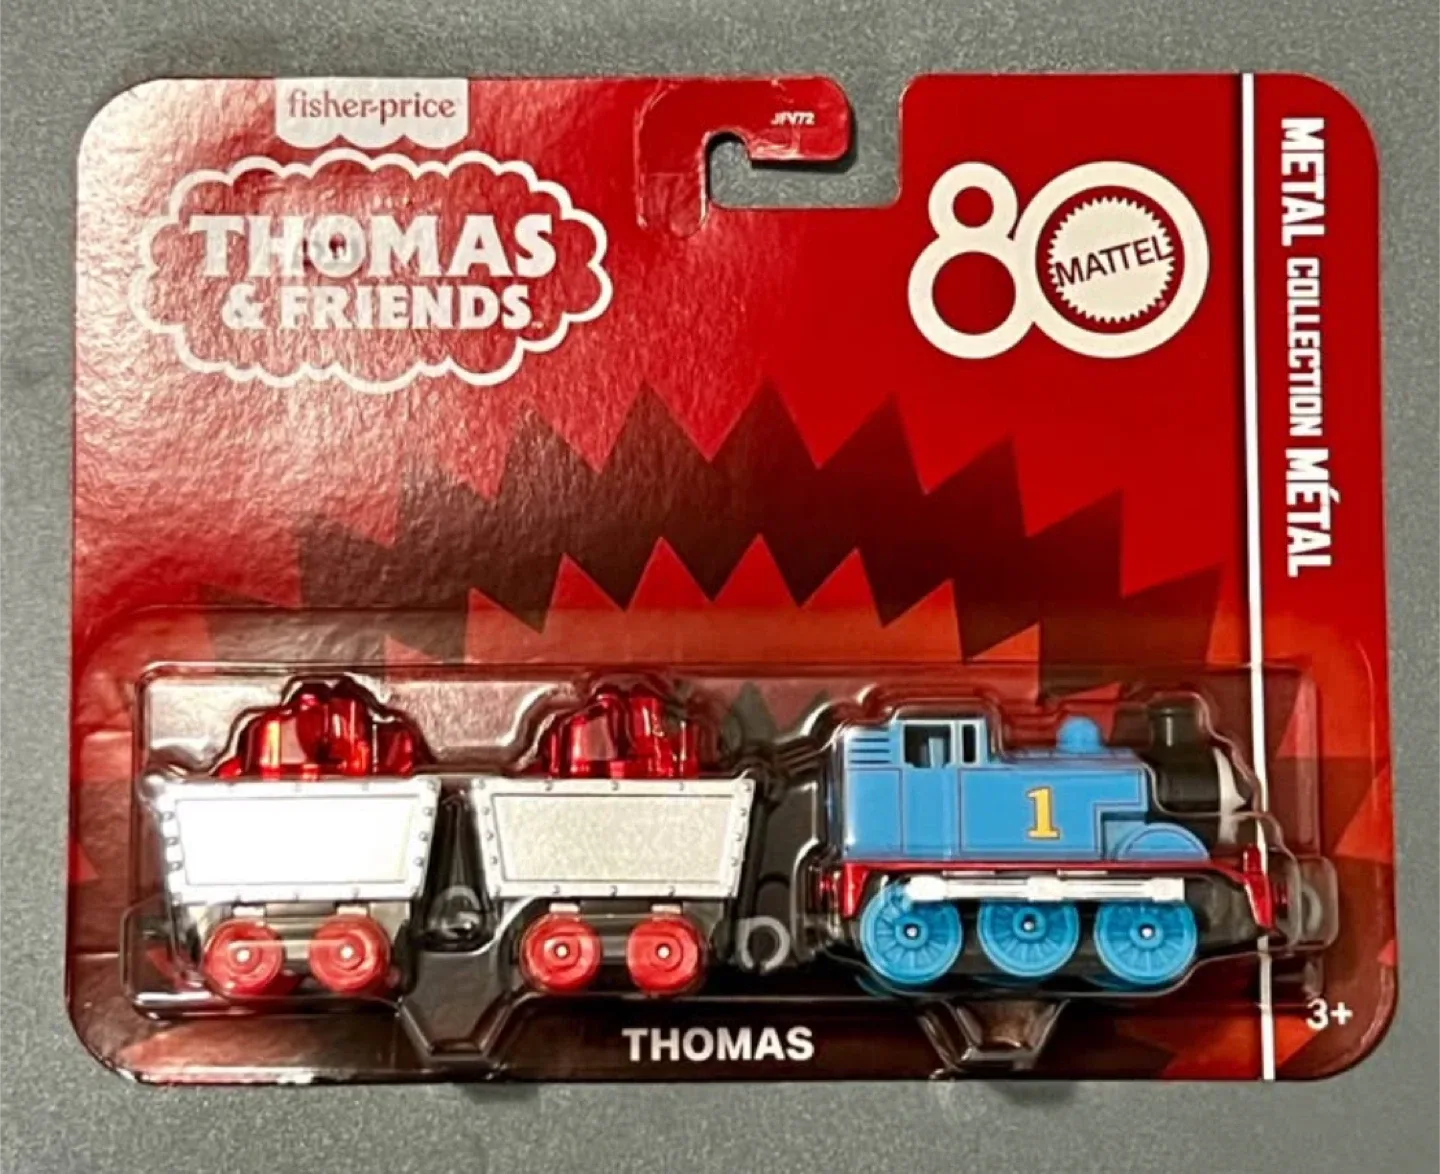 fisher-price
JFV72
THOMAS
& FRIENDS
80
MATTEL
METAL COLLECTION MÉTAL
1
THOMAS
3+